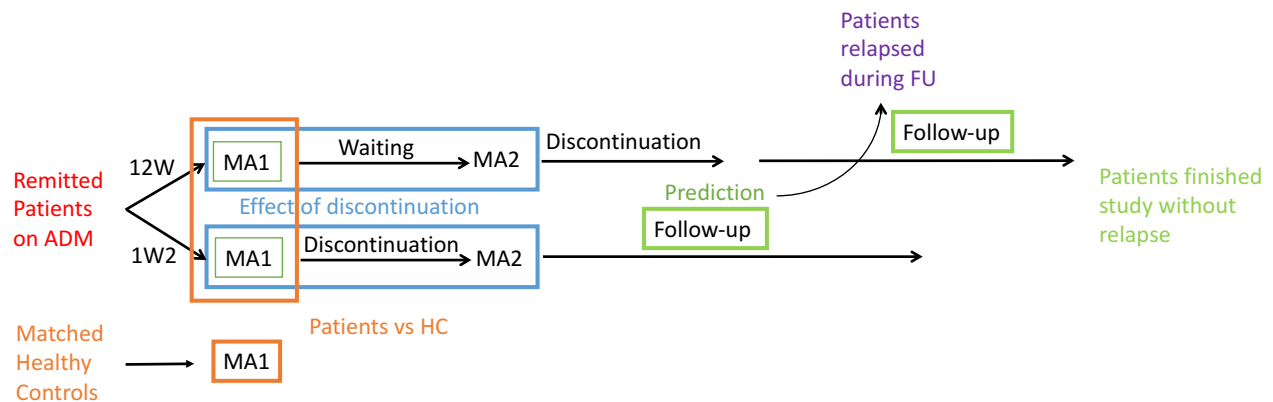 Patients
relapsed
during FU
Follow-up
Discontinuation
Waiting
12W
MA1
MA2
Remitted
Patients
on ADM
Effect of discontinuation
Prediction
Patients finished
study without
relapse
Follow-up
Discontinuation
1W2
MA1
MA2
Patients vs HC
Matched
Healthy
Controls
MA1